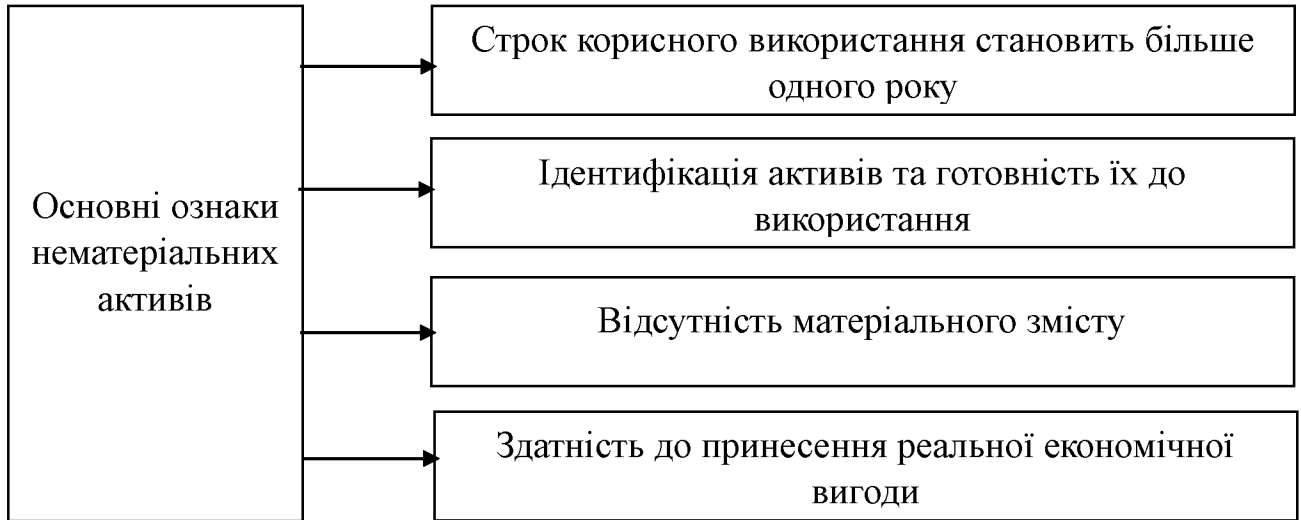 Основні ознаки
нематеріальних
активів
Строк корисного використання становить більше
одного року
Ідентифікація активів та готовність їх до
використання
Відсутність матеріального змісту
Здатність до принесення реальної економічної
вигоди